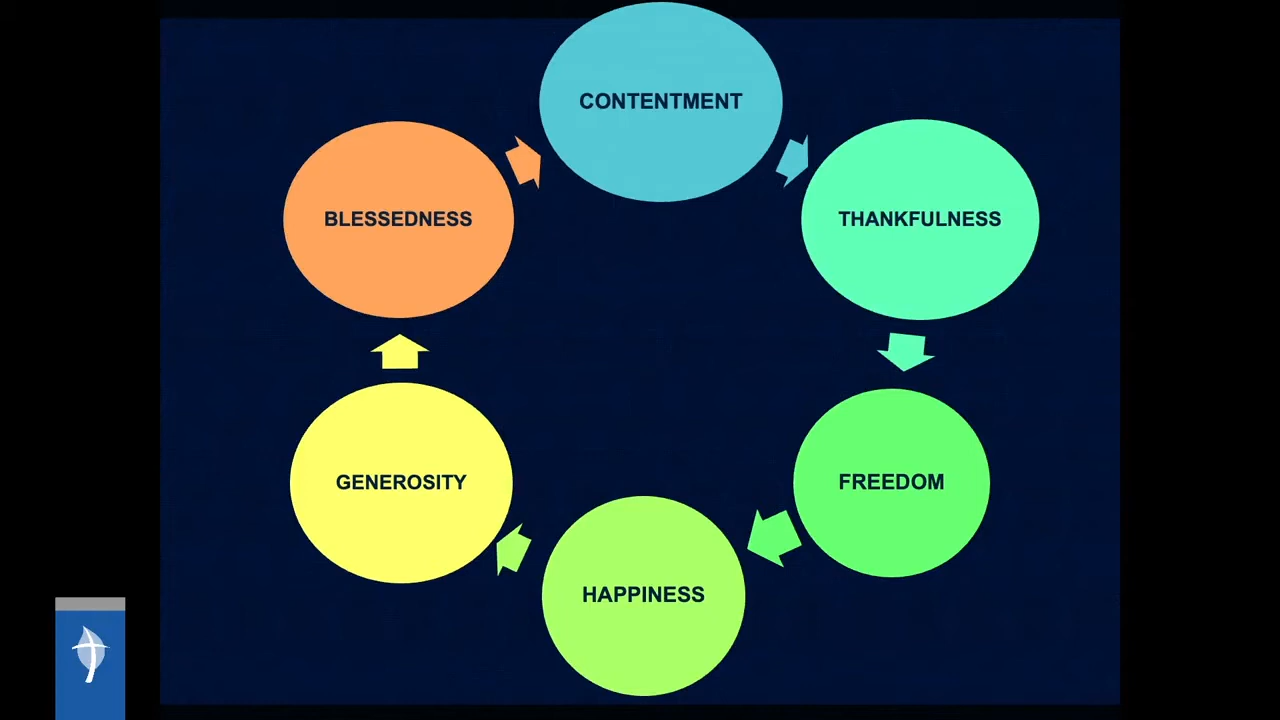 CONTENTMENT
THANKFULNESS
FREEDOM
HAPPINESS
GENEROSITY
BLESSEDNESS